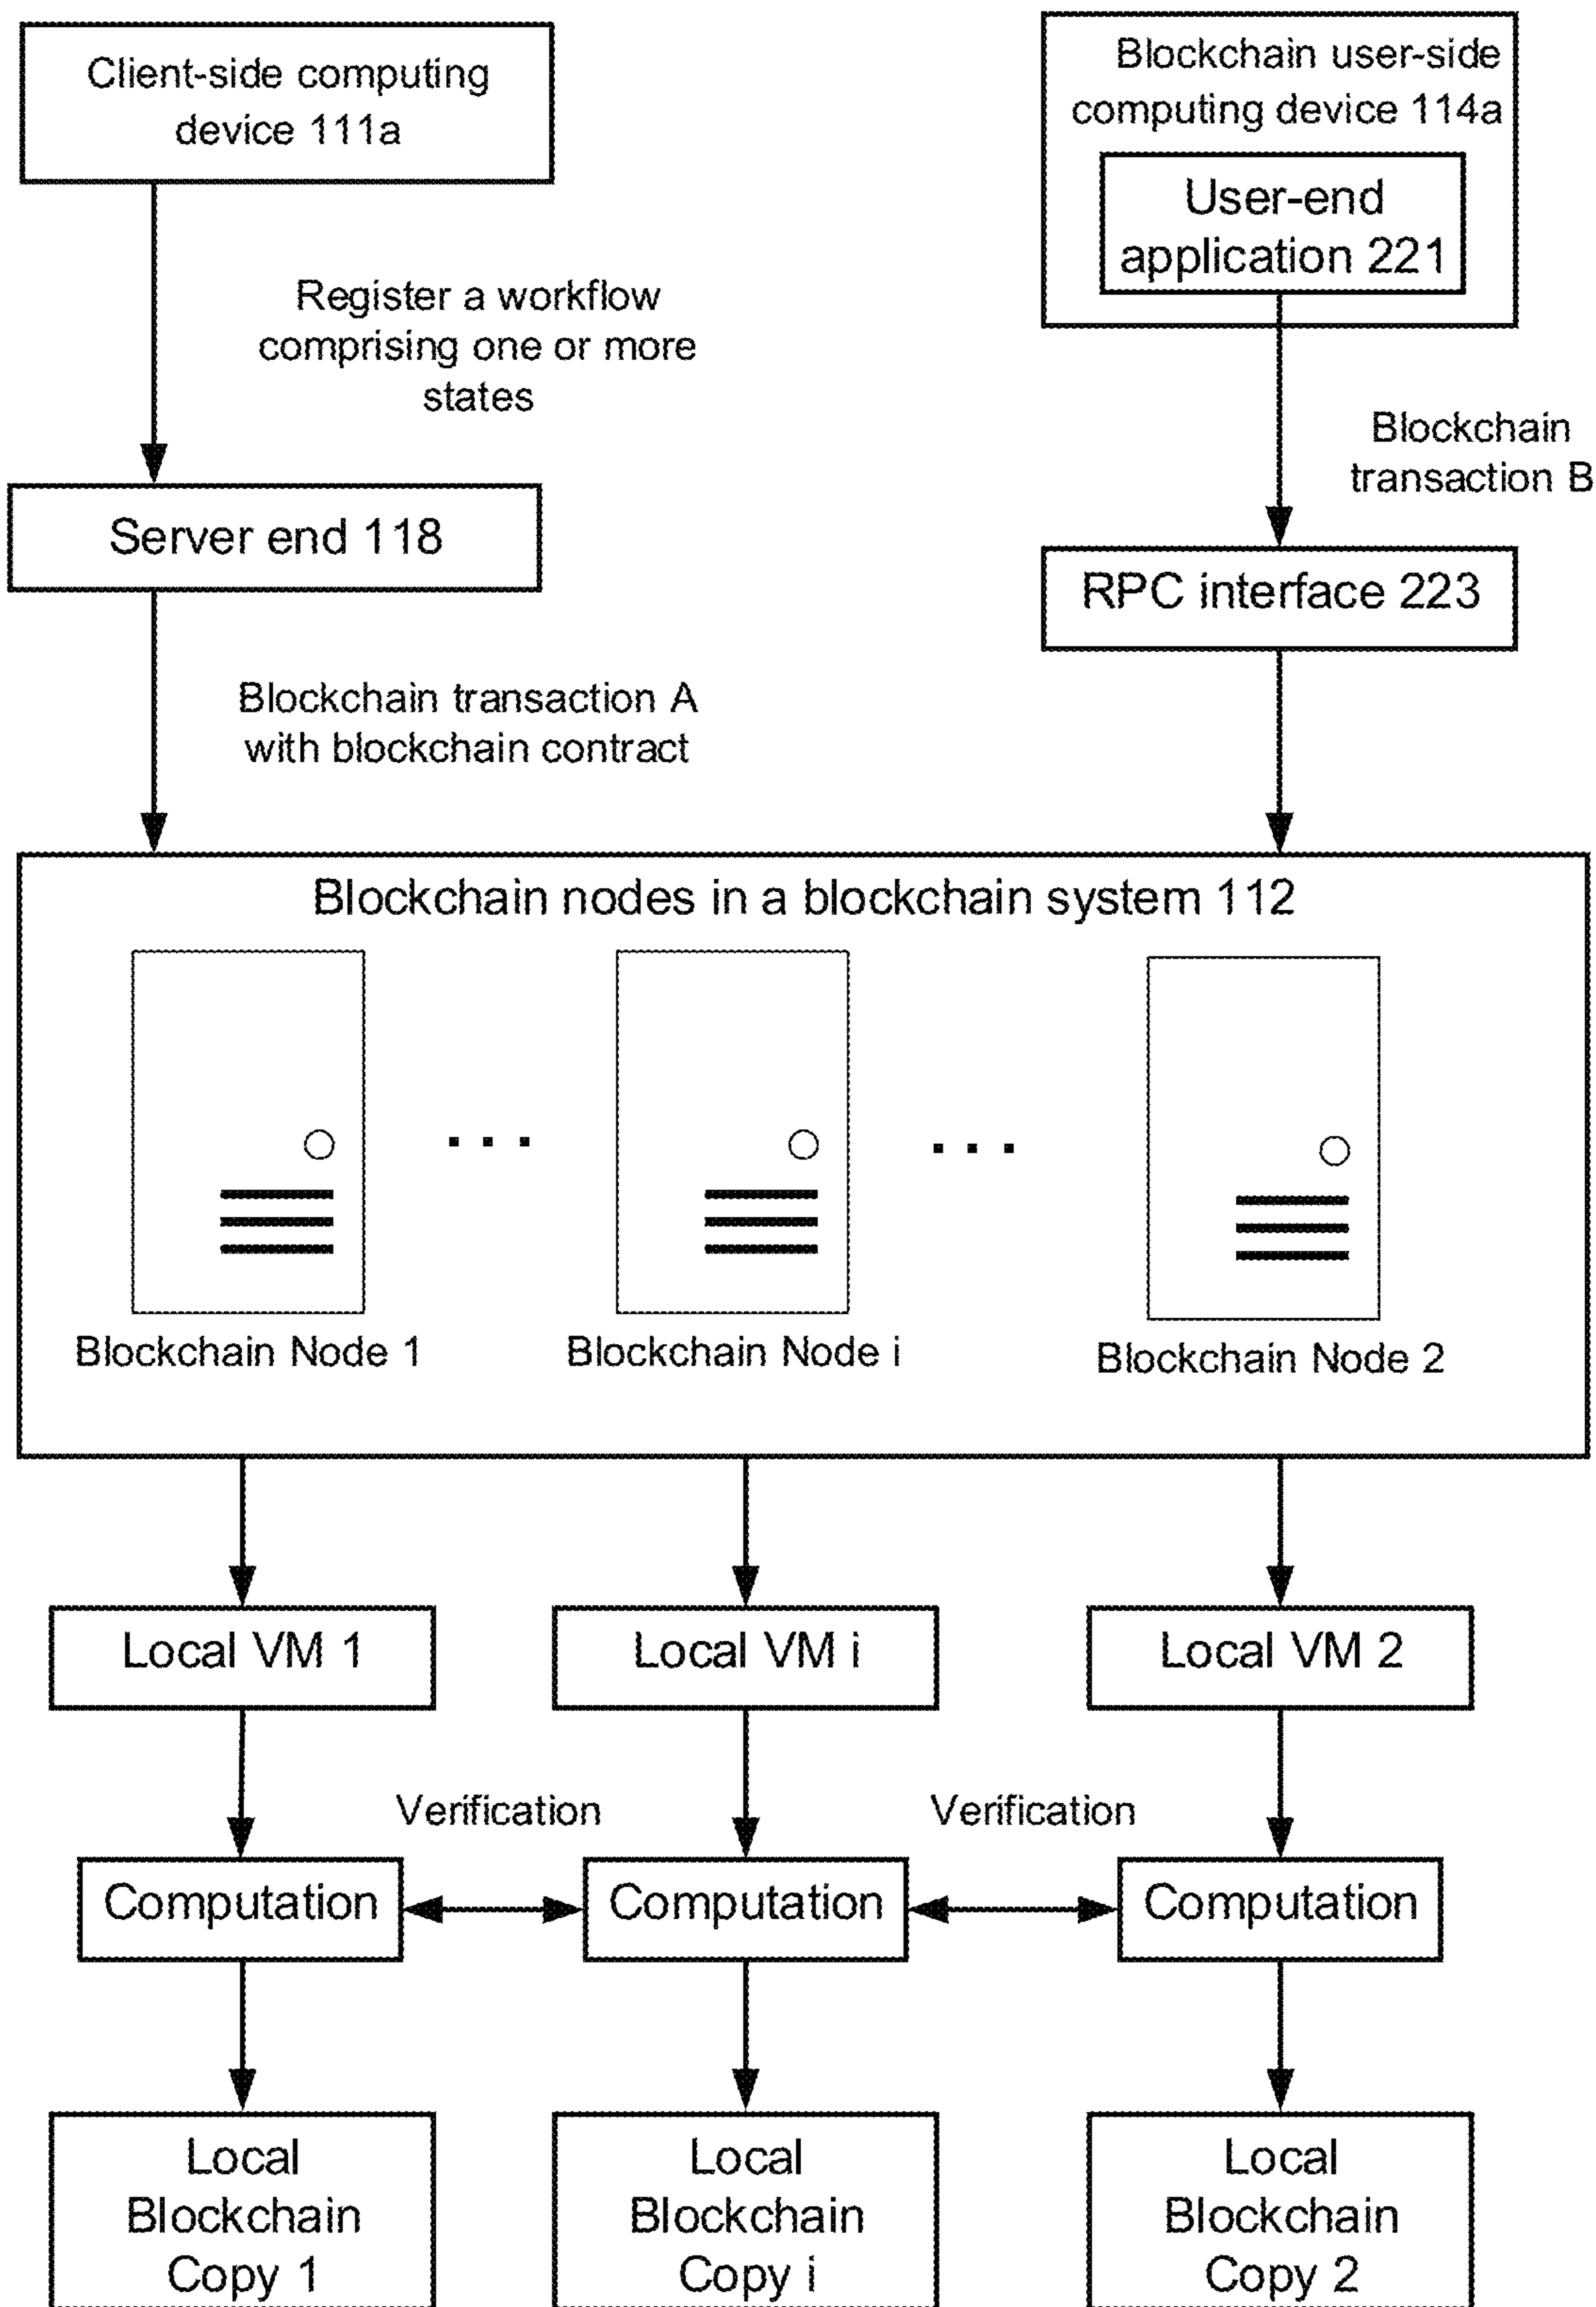 Client-side computing
device 111a
Blockchain user-side
computing device 114a
User-end
application 221
Register a workflow
comprising one or more
states
Blockchain
transaction B
Server end 118
RPC interface 223
Blockchain transaction A
with blockchain contract
Blockchain nodes in a blockchain system 112
. . .
. . .
Blockchain Node 1
Blockchain Node i
Blockchain Node 2
Local VM 1
Local VM i
Local VM 2
Verification
Verification
Computation
Computation
Computation
Local
Blockchain
Copy 1
Local
Blockchain
Copy i
Local
Blockchain
Copy 2